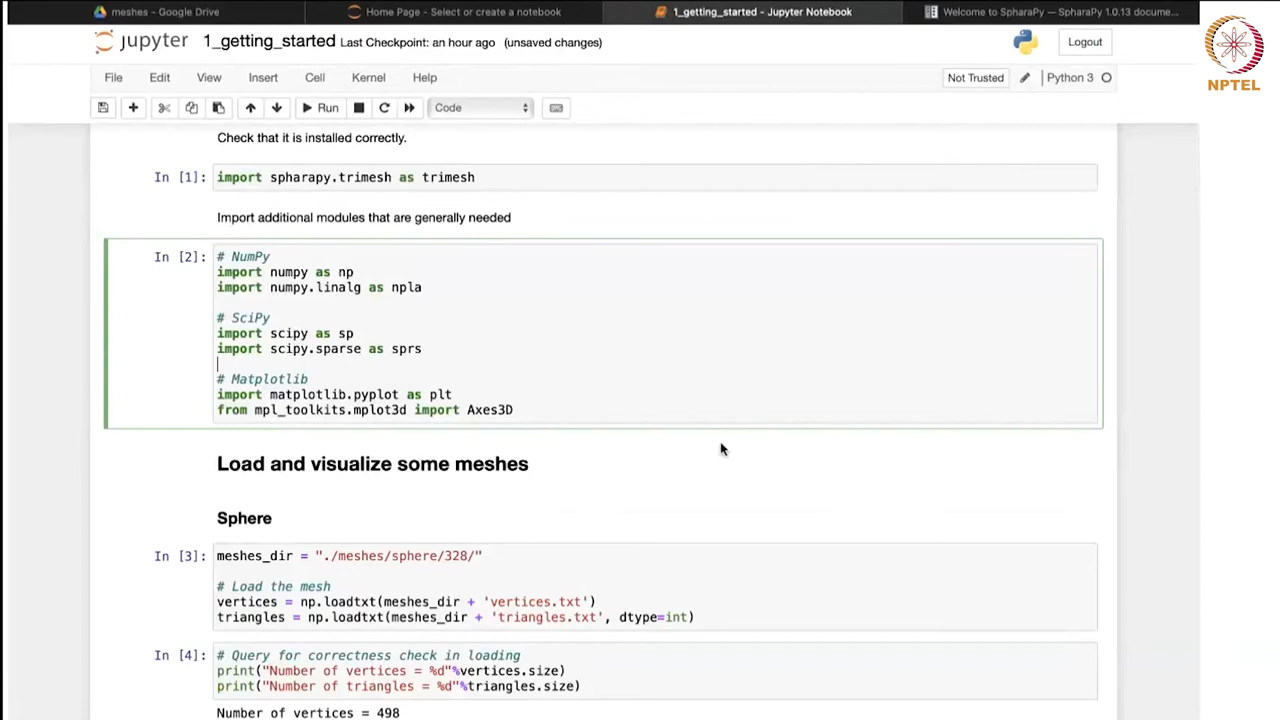 meshes - Google Drive
Home Page - Select or create a notebook
1_getting_started - Jupyter Notebook
Welcome to SpharaPy — SpharaPy 1.0.13 docume...
jupyter 1_getting_started Last Checkpoint: an hour ago (unsaved changes)
Logout
NPTEL
File Edit View Insert Cell Kernel Help
Not Trusted
Python 3
Run
Code
Check that it is installed correctly.
In [1]: import spharapy.trimesh as trimesh
Import additional modules that are generally needed
In [2]: # NumPy
import numpy as np
import numpy.linalg as npla
# SciPy
import scipy as sp
import scipy.sparse as sprs
# Matplotlib
import matplotlib.pyplot as plt
from mpl_toolkits.mplot3d import Axes3D
Load and visualize some meshes
Sphere
In [3]: meshes_dir = "./meshes/sphere/328/"
# Load the mesh
vertices = np.loadtxt(meshes_dir + 'vertices.txt')
triangles = np.loadtxt(meshes_dir + 'triangles.txt', dtype=int)
In [4]: # Query for correctness check in loading
print("Number of vertices = %d"%vertices.size)
print("Number of triangles = %d"%triangles.size)
Number of vertices = 498